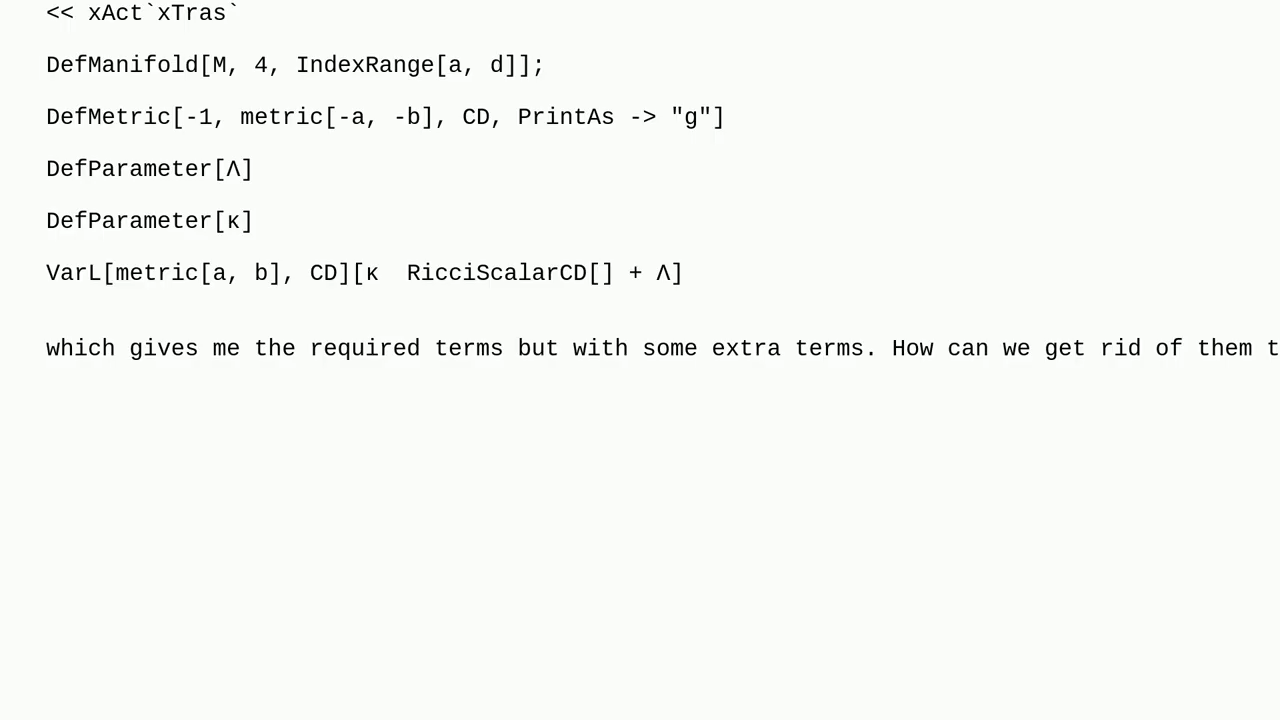 << xAct`xTras`
DefManifold[M, 4, IndexRange[a, d]];
DefMetric[-1, metric[-a, -b], CD, PrintAs -> "g"]
DefParameter[Λ]
DefParameter[κ]
VarL[metric[a, b], CD][κ  RicciScalarCD[] + Λ]
which gives me the required terms but with some extra terms. How can we get rid of them